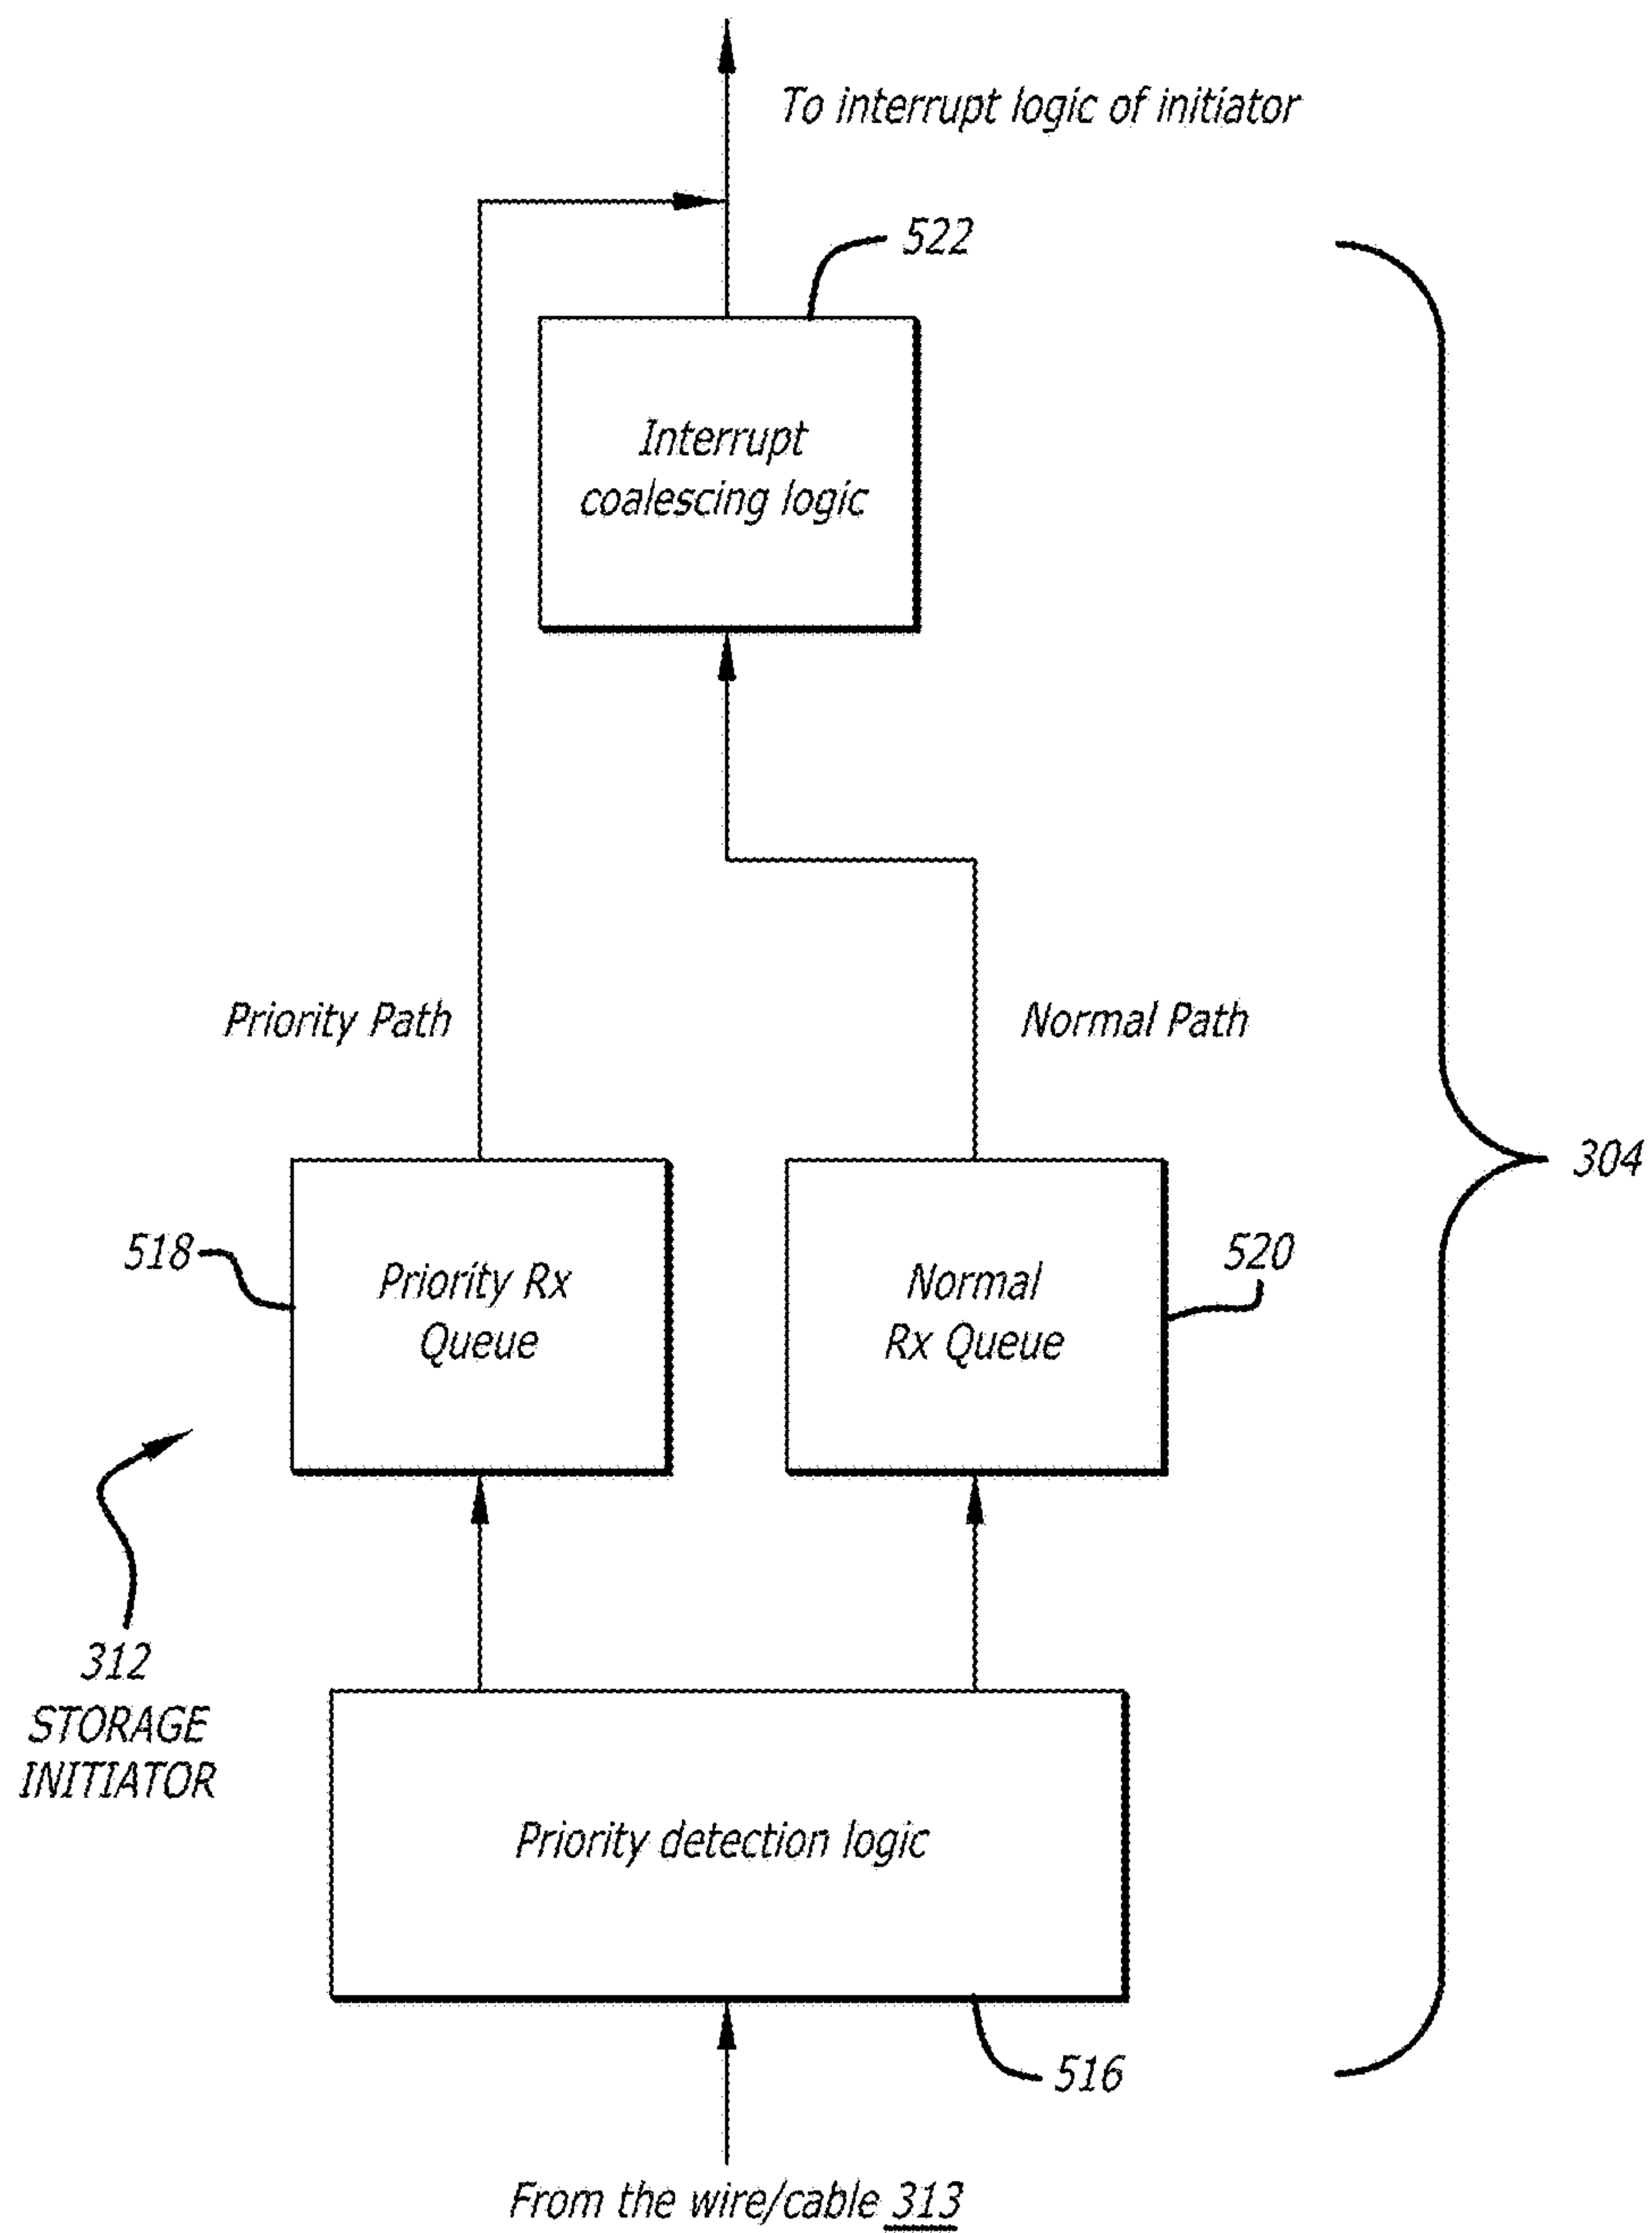 To interrupt logic of initiator
522
Interrupt
coalescing logic
Priority Path
Normal Path
304
518
Priority Rx
Queue
Normal
Rx Queue
520
312
STORAGE
INITIATOR
Priority detection logic
516
From the wire/cable 313